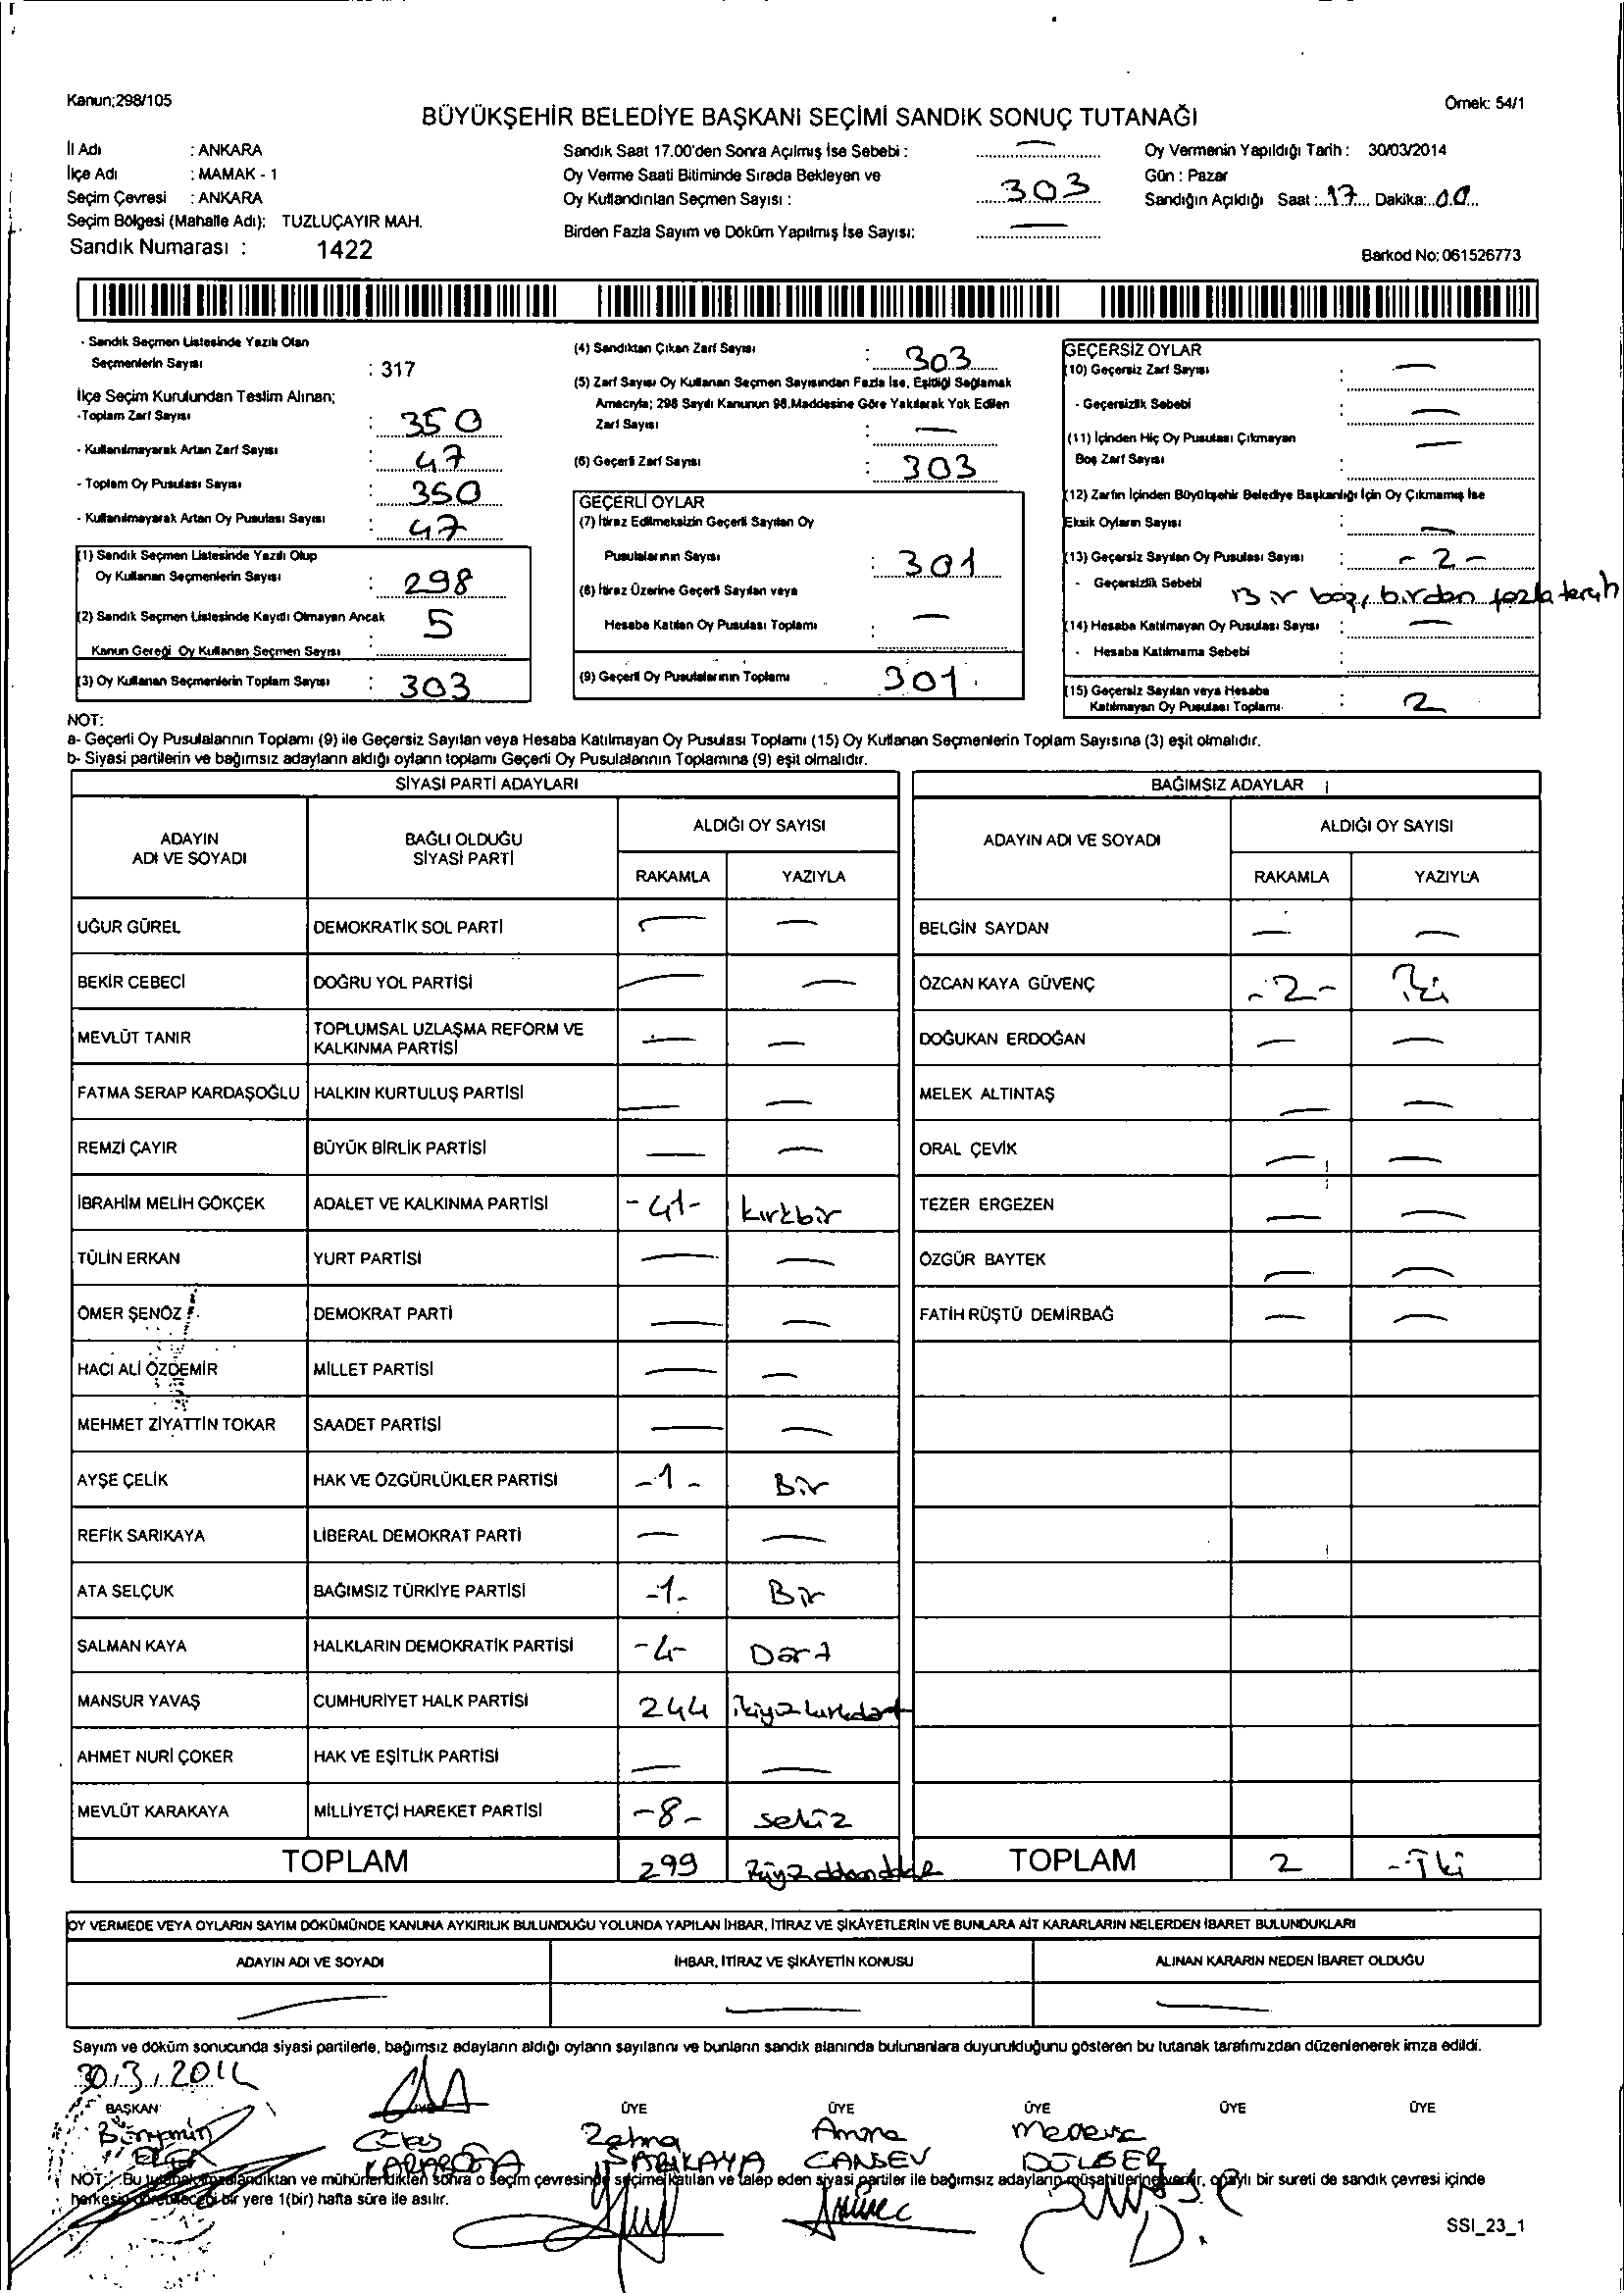 Kanun;298/105
Örnek: 54/1
BÜYÜKŞEHİR BELEDİYE BAŞKANI SEÇİMİ SANDIK SONUÇ TUTANAĞI
İl Adı : ANKARA
İlçe Adı : MAMAK - 1
Seçim Çevresi : ANKARA
Seçim Bölgesi (Mahalle Adı); TUZLUÇAYIR MAH.
Sandık Numarası : 1422
Sandık Saat 17.00'den Sonra Açılmış İse Sebebi : —
Oy Verme Saati Bitiminde Sırada Bekleyen ve
Oy Kullandırılan Seçmen Sayısı : 303
Birden Fazla Sayım ve Döküm Yapılmış İse Sayısı: —
Oy Vermenin Yapıldığı Tarih : 30/03/2014
Gün : Pazar
Sandığın Açıldığı Saat :..17.... Dakika:..00...
Barkod No: 061526773
- Sandık Seçmen Listesinde Yazılı Olan
Seçmenlerin Sayısı : 317
İlçe Seçim Kurulundan Teslim Alınan;
-Toplam Zarf Sayısı : 350
- Kullanılmayarak Artan Zarf Sayısı : 47
- Toplam Oy Pusulası Sayısı : 350
- Kullanılmayarak Artan Oy Pusulası Sayısı : 47
(1) Sandık Seçmen Listesinde Yazılı Olup
Oy Kullanan Seçmenlerin Sayısı : 298
(2) Sandık Seçmen Listesinde Kaydı Olmayan Ancak
Kanun Gereği Oy Kullanan Seçmen Sayısı : 5
(3) Oy Kullanan Seçmenlerin Toplam Sayısı : 303
(4) Sandıktan Çıkan Zarf Sayısı : 303
(5) Zarf Sayısı Oy Kullanan Seçmen Sayısından Fazla İse, Eşitliği Sağlamak
Amacıyla; 298 Sayılı Kanunun 98.Maddesine Göre Yakılarak Yok Edilen
Zarf Sayısı : —
(6) Geçerli Zarf Sayısı : 303
GEÇERLİ OYLAR
(7) İtiraz Edilmeksizin Geçerli Sayılan Oy
Pusulalarının Sayısı : 301
(8) İtiraz Üzerine Geçerli Sayılan veya
Hesaba Katılan Oy Pusulası Toplamı : —
(9) Geçerli Oy Pusulalarının Toplamı : 301
GEÇERSİZ OYLAR
(10) Geçersiz Zarf Sayısı : —
- Geçersizlik Sebebi : —
(11) İçinden Hiç Oy Pusulası Çıkmayan —
Boş Zarf Sayısı :
(12) Zarfın İçinden Büyükşehir Belediye Başkanlığı İçin Oy Çıkmamış İse
Eksik Oyların Sayısı : —
(13) Geçersiz Sayılan Oy Pusulası Sayısı : - 2 -
- Geçersizlik Sebebi Bir boş, birden fazla tercih
(14) Hesaba Katılmayan Oy Pusulası Sayısı : —
- Hesaba Katılmama Sebebi :
(15) Geçersiz Sayılan veya Hesaba
Katılmayan Oy Pusulası Toplamı : 2
NOT:
a- Geçerli Oy Pusulalarının Toplamı (9) ile Geçersiz Sayılan veya Hesaba Katılmayan Oy Pusulası Toplamı (15) Oy Kullanan Seçmenlerin Toplam Sayısına (3) eşit olmalıdır.
b- Siyasi partilerin ve bağımsız adayların aldığı oyların toplamı Geçerli Oy Pusulalarının Toplamına (9) eşit olmalıdır.
SİYASİ PARTİ ADAYLARI
ADAYIN ADI VE SOYADI BAĞLI OLDUĞU SİYASİ PARTİ ALDIĞI OY SAYISI
RAKAMLA YAZIYLA
UĞUR GÜREL DEMOKRATİK SOL PARTİ — —
BEKİR CEBECİ DOĞRU YOL PARTİSİ — —
MEVLÜT TANIR TOPLUMSAL UZLAŞMA REFORM VE KALKINMA PARTİSİ — —
FATMA SERAP KARDAŞOĞLU HALKIN KURTULUŞ PARTİSİ — —
REMZİ ÇAYIR BÜYÜK BİRLİK PARTİSİ — —
İBRAHİM MELİH GÖKÇEK ADALET VE KALKINMA PARTİSİ -41- kırkbir
TÜLİN ERKAN YURT PARTİSİ — —
ÖMER ŞENÖZ DEMOKRAT PARTİ — —
HACI ALİ ÖZDEMİR MİLLET PARTİSİ — —
MEHMET ZİYATTİN TOKAR SAADET PARTİSİ — —
AYŞE ÇELİK HAK VE ÖZGÜRLÜKLER PARTİSİ -1- Bir
REFİK SARIKAYA LİBERAL DEMOKRAT PARTİ — —
ATA SELÇUK BAĞIMSIZ TÜRKİYE PARTİSİ -1- Bir
SALMAN KAYA HALKLARIN DEMOKRATİK PARTİSİ -4- Dört
MANSUR YAVAŞ CUMHURİYET HALK PARTİSİ 244 ikiyüz kırkdört
AHMET NURİ ÇOKER HAK VE EŞİTLİK PARTİSİ — —
MEVLÜT KARAKAYA MİLLİYETÇİ HAREKET PARTİSİ -8- sekiz
TOPLAM 299
BAĞIMSIZ ADAYLAR
ADAYIN ADI VE SOYADI ALDIĞI OY SAYISI
RAKAMLA YAZIYLA
BELGİN SAYDAN — —
ÖZCAN KAYA GÜVENÇ -2- İki
DOĞUKAN ERDOĞAN — —
MELEK ALTINTAŞ — —
ORAL ÇEVİK — —
TEZER ERGEZEN — —
ÖZGÜR BAYTEK — —
FATİH RÜŞTÜ DEMİRBAĞ — —
TOPLAM 2 -İki
OY VERMEDE VEYA OYLARIN SAYIM DÖKÜMÜNDE KANUNA AYKIRILIK BULUNDUĞU YOLUNDA YAPILAN İHBAR, İTİRAZ VE ŞİKÂYETLERİN VE BUNLARA AİT KARARLARIN NELERDEN İBARET BULUNDUKLARI
ADAYIN ADI VE SOYADI İHBAR, İTİRAZ VE ŞİKÂYETİN KONUSU ALINAN KARARIN NEDEN İBARET OLDUĞU
— — —
Sayım ve döküm sonucunda siyasi partilerle, bağımsız adayların aldığı oyların sayılarını ve bunların sandık alanında bulunanlara duyurulduğunu gösteren bu tutanak tarafımızdan düzenlenerek imza edildi.
30.3.2014
BAŞKAN ÜYE ÜYE ÜYE ÜYE ÜYE
Bünyamin Zehra Amine
SARIKAYA CANSEV DÜLGER
NOT: Bu tutanak imzalandıktan ve mühürlendikten sonra o seçim çevresinde seçime katılan ve talep eden siyasi partiler ile bağımsız adayların müşahitlerine verilir, onaylı bir sureti de sandık çevresi içinde
herkesin görebileceği bir yere 1(bir) hafta süre ile asılır.
SSI_23_1